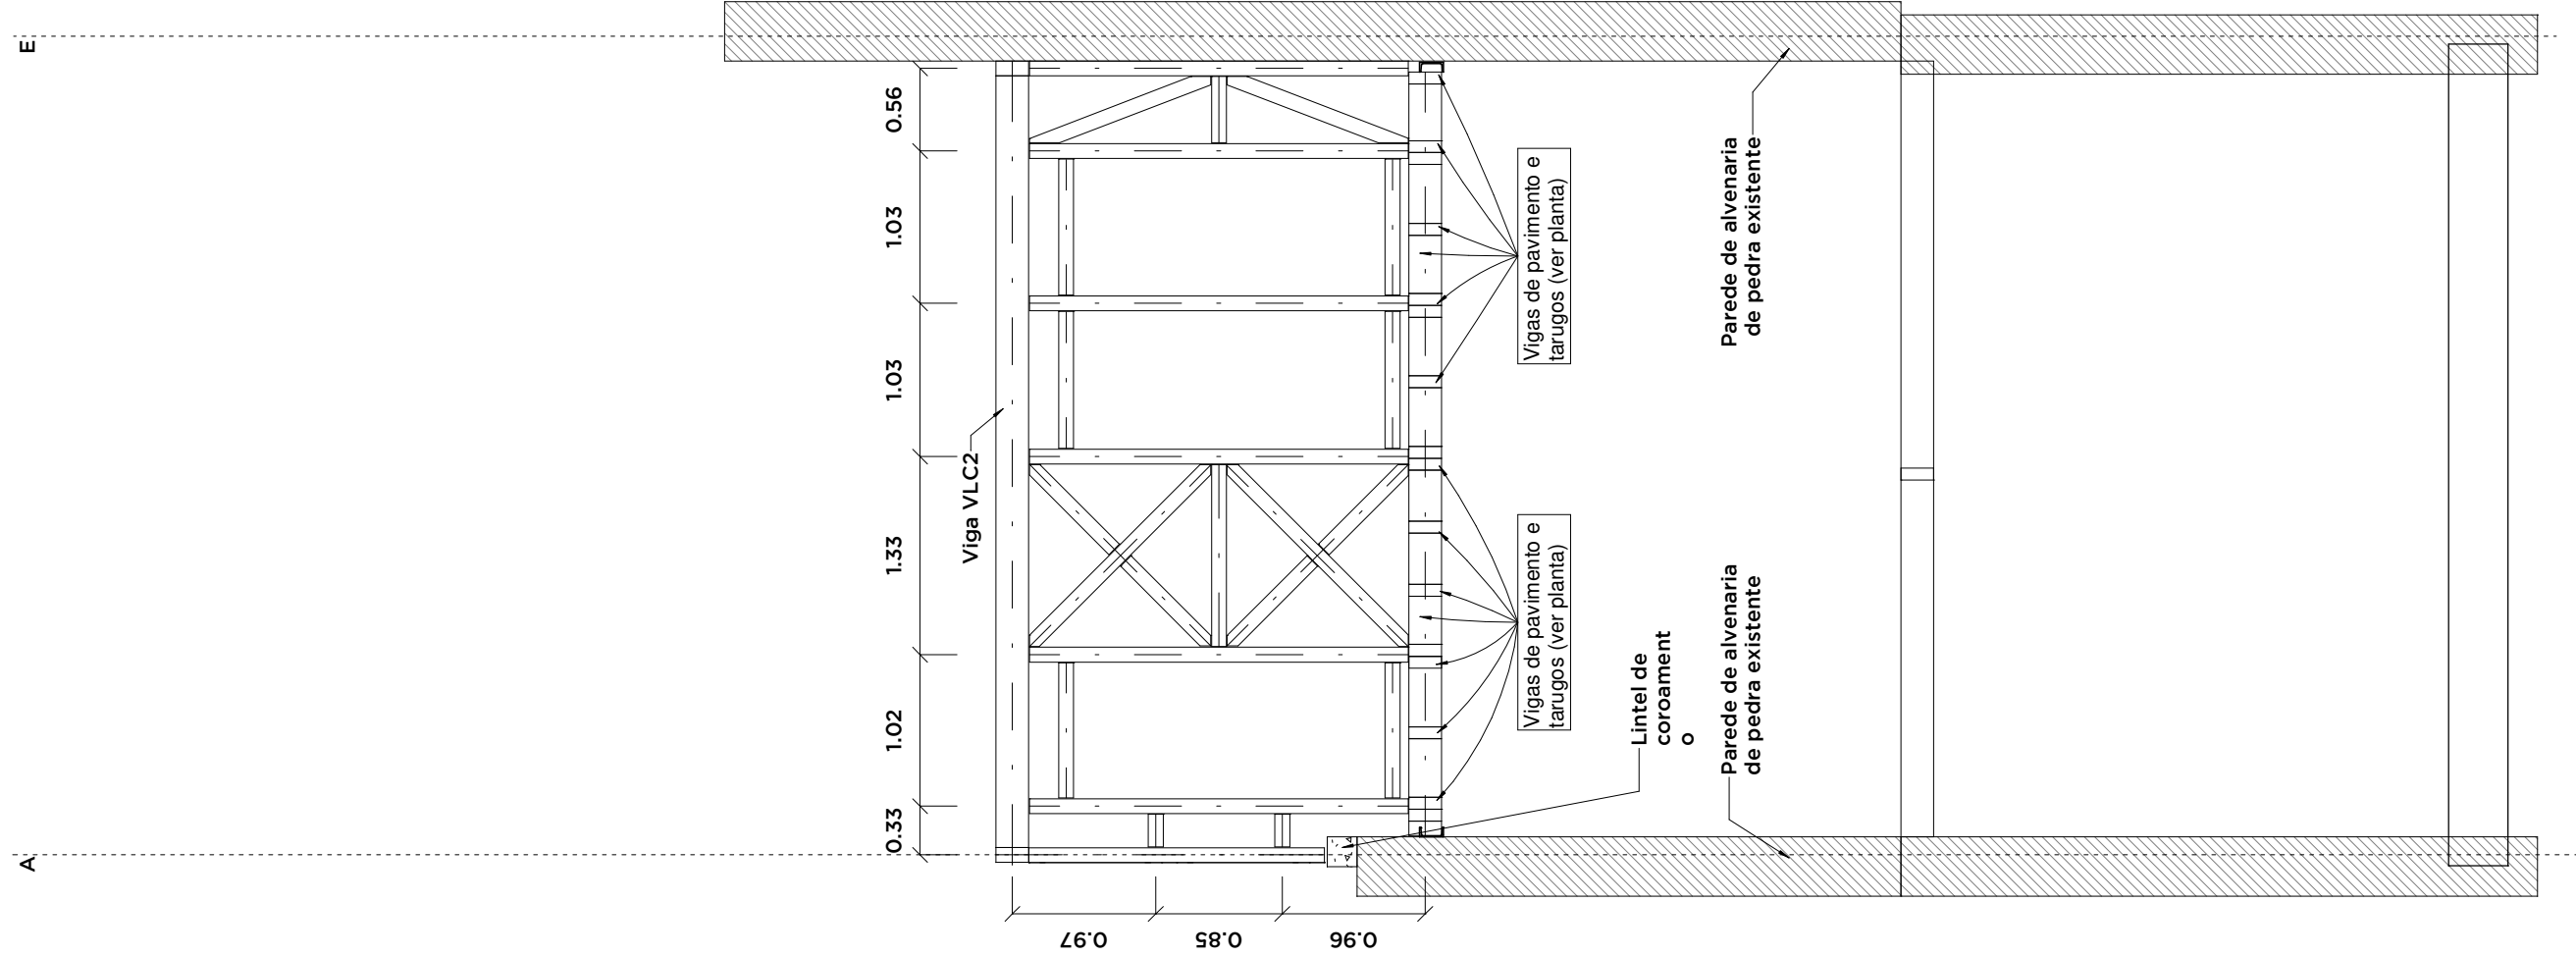 A
E
0.33
1.02
1.33
1.03
1.03
0.56
Viga VLC2
0.97
0.85
0.96
Vigas de pavimento e
tarugos (ver planta)
Vigas de pavimento e
tarugos (ver planta)
Lintel de
coroament
o
Parede de alvenaria
de pedra existente
Parede de alvenaria
de pedra existente